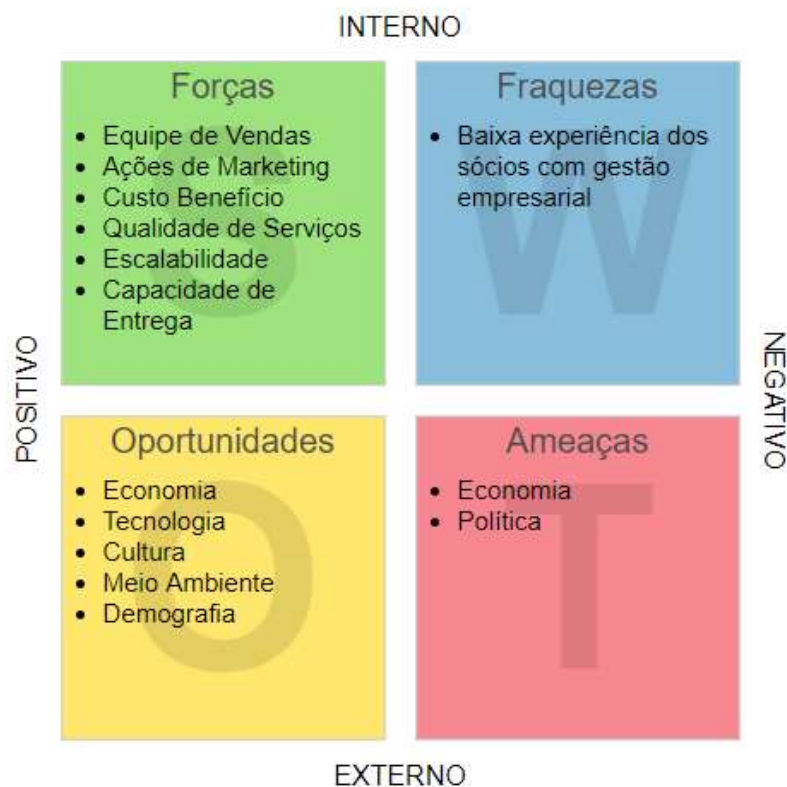 INTERNO
Forças
• Equipe de Vendas
• Ações de Marketing
• Custo Benefício
• Qualidade de Serviços
• Escalabilidade
• Capacidade de
Entrega
S
Fraquezas
• Baixa experiência dos
sócios com gestão
empresarial
W
POSITIVO
NEGATIVO
Oportunidades
• Economia
• Tecnologia
• Cultura
• Meio Ambiente
• Demografia
O
Ameaças
• Economia
• Política
T
EXTERNO